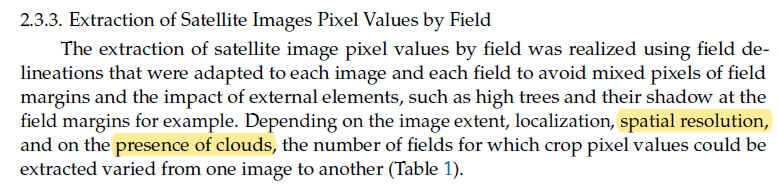 2.3.3. Extraction of Satellite Images Pixel Values by Field
The extraction of satellite image pixel values by field was realized using field de-
lineations that were adapted to each image and each field to avoid mixed pixels of field
margins and the impact of external elements, such as high trees and their shadow at the
field margins for example. Depending on the image extent, localization, spatial resolution,
and on the presence of clouds, the number of fields for which crop pixel values could be
extracted varied from one image to another (Table 1).